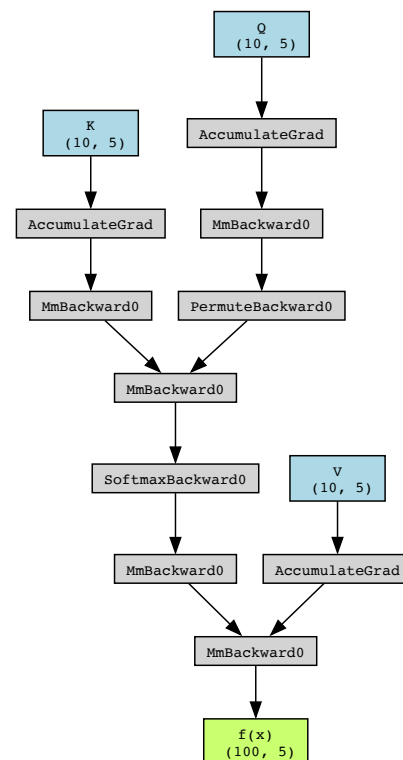 Q
(10, 5)
K
(10, 5)
AccumulateGrad
AccumulateGrad
MmBackward0
MmBackward0
PermuteBackward0
MmBackward0
SoftmaxBackward0
V
(10, 5)
MmBackward0
AccumulateGrad
MmBackward0
f(x)
(100, 5)